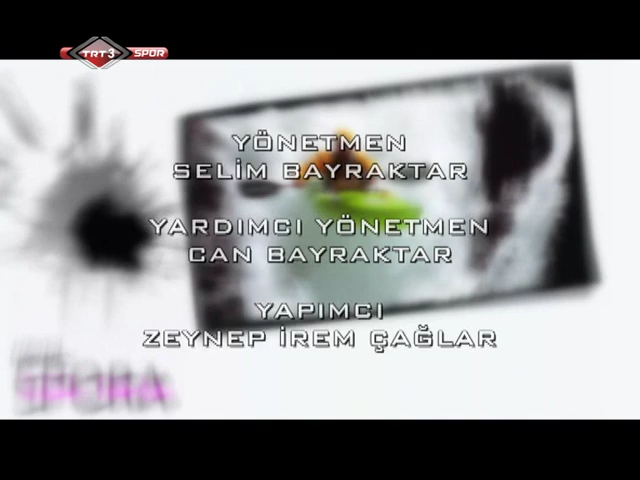 TRT3 SPOR
YÖNETMEN
SELİM BAYRAKTAR
YARDIMCI YÖNETMEN
CAN BAYRAKTAR
YAPIMCI
ZEYNEP İREM ÇAĞLAR
SPORA